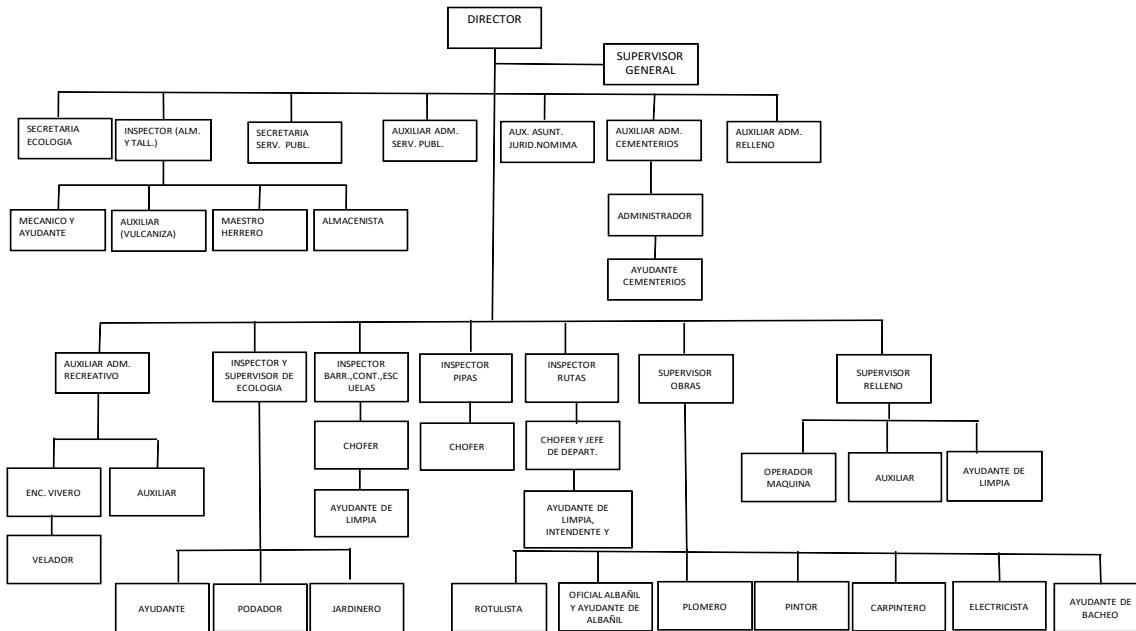 DIRECTOR
SUPERVISOR
GENERAL
SECRETARIA
ECOLOGIA
INSPECTOR (ALM.
Y TALL.)
SECRETARIA
SERV. PUBL.
AUXILIAR ADM.
SERV. PUBL.
AUX. ASUNT.
JURID.NOMIMA
AUXILIAR ADM.
CEMENTERIOS
AUXILIAR ADM.
RELLENO
MECANICO Y
AYUDANTE
AUXILIAR
(VULCANIZA)
MAESTRO
HERRERO
ALMACENISTA
ADMINISTRADOR
AYUDANTE
CEMENTERIOS
AUXILIAR ADM.
RECREATIVO
INSPECTOR Y
SUPERVISOR DE
ECOLOGIA
INSPECTOR
BARR.,CONT.,ESC
UELAS
INSPECTOR
PIPAS
INSPECTOR
RUTAS
SUPERVISOR
OBRAS
SUPERVISOR
RELLENO
CHOFER
CHOFER
CHOFER Y JEFE
DE DEPART.
ENC. VIVERO
AUXILIAR
OPERADOR
MAQUINA
AUXILIAR
AYUDANTE DE
LIMPIA
AYUDANTE DE
LIMPIA
AYUDANTE DE
LIMPIA,
INTENDENTE Y
VELADOR
AYUDANTE
PODADOR
JARDINERO
ROTULISTA
OFICIAL ALBAÑIL
Y AYUDANTE DE
ALBAÑIL
PLOMERO
PINTOR
CARPINTERO
ELECTRICISTA
AYUDANTE DE
BACHEO